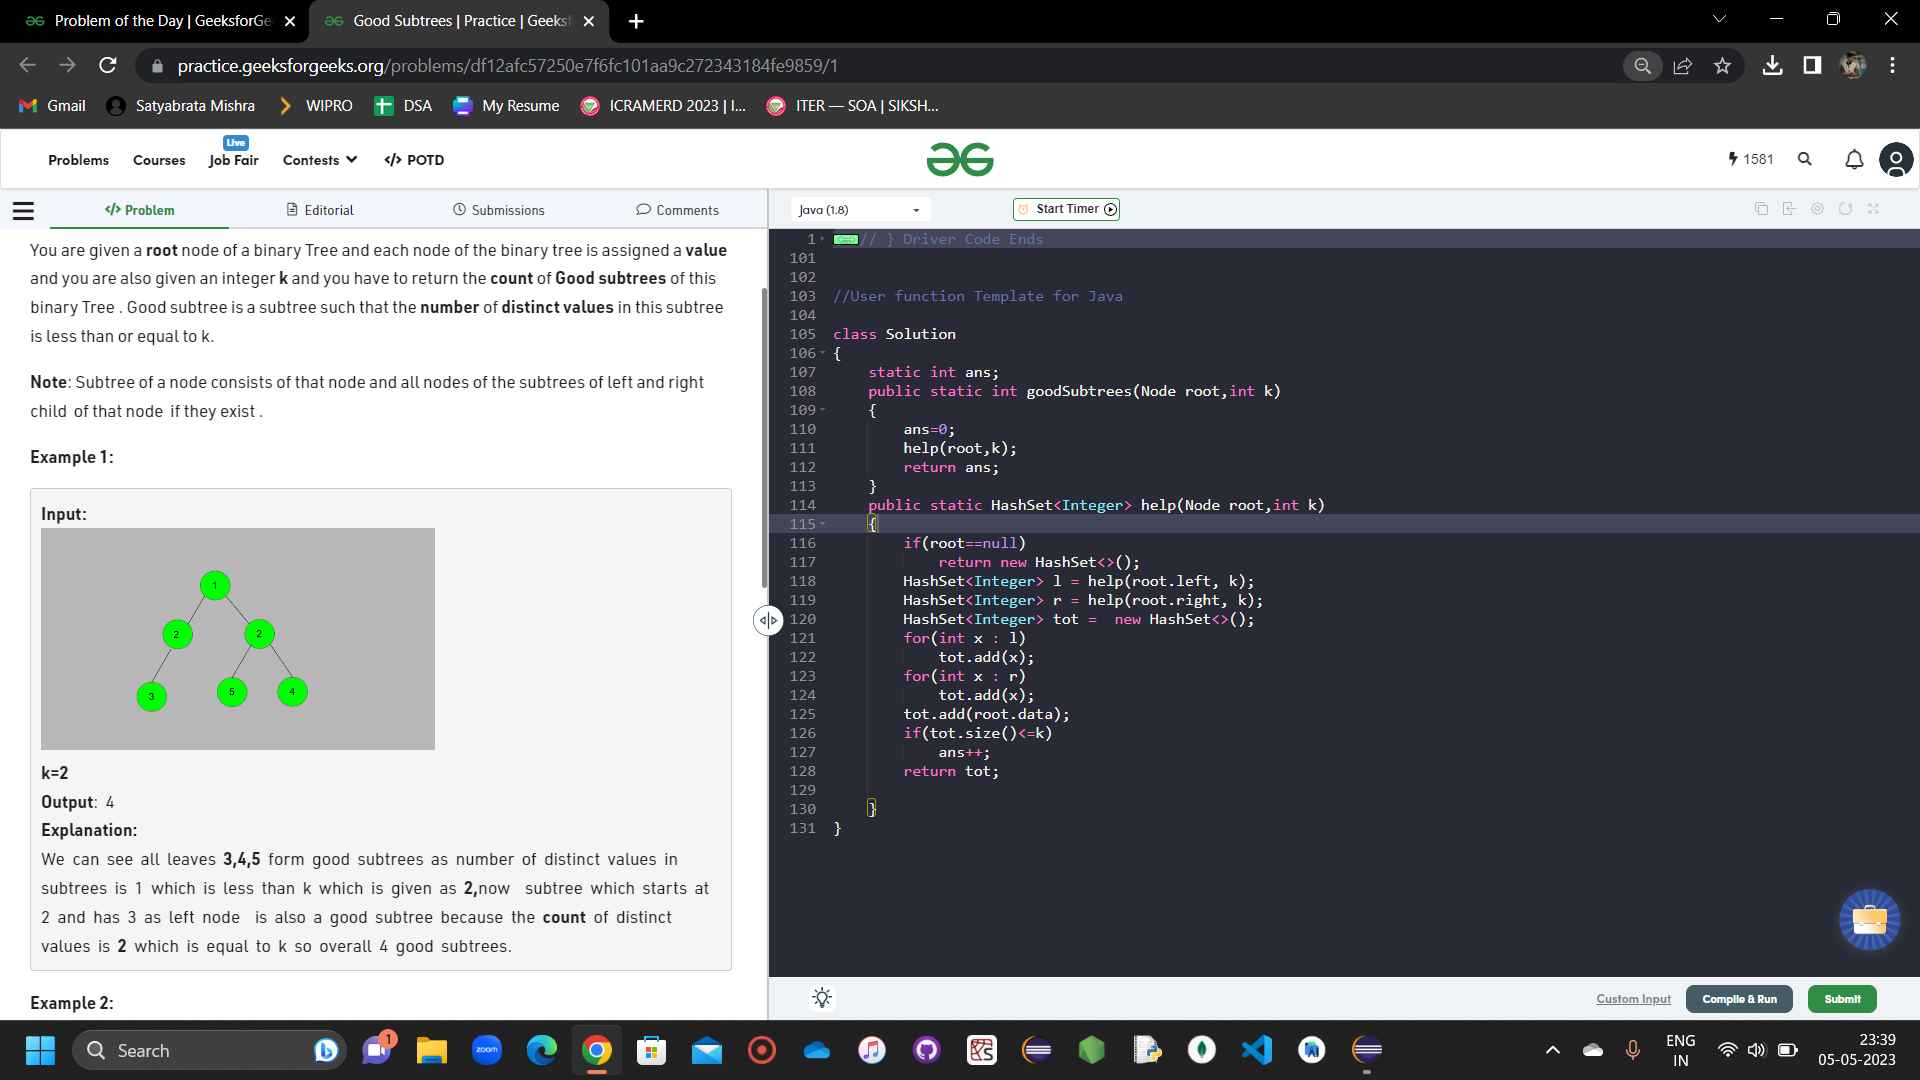 Problem of the Day | GeeksforGe
Good Subtrees | Practice | Geeksf
practice.geeksforgeeks.org/problems/df12afc57250e7f6fc101aa9c272343184fe9859/1
Gmail
Satyabrata Mishra
WIPRO
DSA
My Resume
ICRAMERD 2023 | I...
ITER — SOA | SIKSH...
Problems
Courses
Live
Job Fair
Contests
</> POTD
1581
</> Problem
Editorial
Submissions
Comments
Java (1.8)
Start Timer
You are given a root node of a binary Tree and each node of the binary tree is assigned a value
and you are also given an integer k and you have to return the count of Good subtrees of this
binary Tree . Good subtree is a subtree such that the number of distinct values in this subtree
is less than or equal to k.
Note: Subtree of a node consists of that node and all nodes of the subtrees of left and right
child of that node if they exist .
Example 1:
Input:
1
2
2
3
5
4
k=2
Output: 4
Explanation:
We can see all leaves 3,4,5 form good subtrees as number of distinct values in
subtrees is 1 which is less than k which is given as 2,now subtree which starts at
2 and has 3 as left node is also a good subtree because the count of distinct
values is 2 which is equal to k so overall 4 good subtrees.
Example 2:
1 // } Driver Code Ends
101
102
103 //User function Template for Java
104
105 class Solution
106 {
107 static int ans;
108 public static int goodSubtrees(Node root,int k)
109 {
110 ans=0;
111 help(root,k);
112 return ans;
113 }
114 public static HashSet<Integer> help(Node root,int k)
115 {
116 if(root==null)
117 return new HashSet<>();
118 HashSet<Integer> l = help(root.left, k);
119 HashSet<Integer> r = help(root.right, k);
120 HashSet<Integer> tot =  new HashSet<>();
121 for(int x : l)
122 tot.add(x);
123 for(int x : r)
124 tot.add(x);
125 tot.add(root.data);
126 if(tot.size()<=k)
127 ans++;
128 return tot;
129
130 }
131 }
Custom Input
Compile & Run
Submit
Search
1
zoom
ENG
IN
23:39
05-05-2023